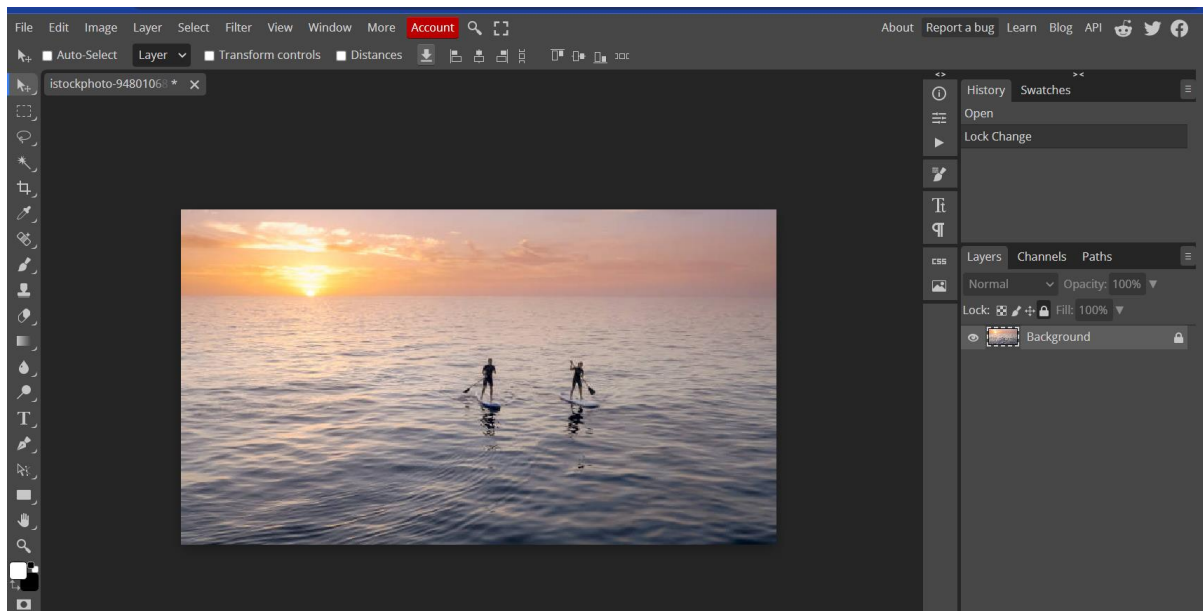 File Edit Image Layer Select Filter View Window More Account About Report a bug Learn Blog API
Auto-Select Layer Transform controls Distances
istockphoto-9480106 * X
History Swatches
Open
Lock Change
Tt
¶
CSS
Layers Channels Paths
Normal Opacity: 100%
Lock: Fill: 100%
Background
T